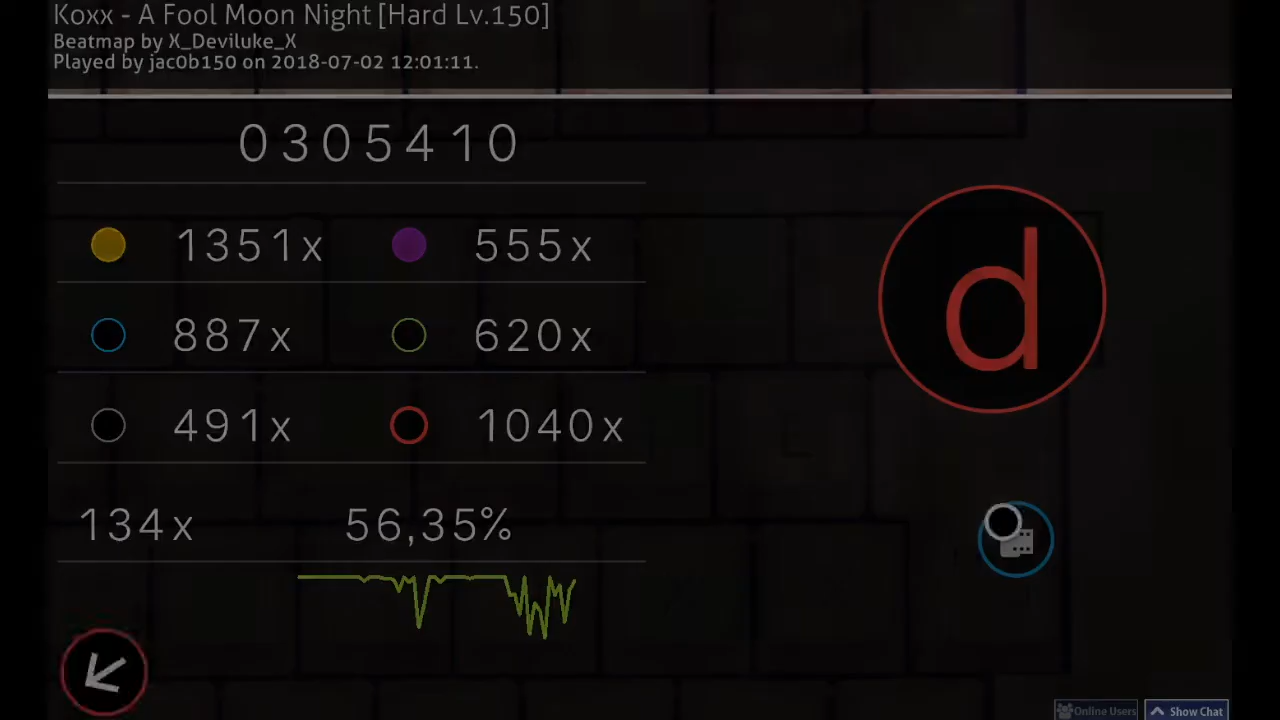 Koxx - A Fool Moon Night [Hard Lv.150]
Beatmap by X_Deviluke_X
Played by jac0b150 on 2018-07-02 12:01:11.
0305410
1351x 555x
887x 620x
491x 1040x
134x 56,35%
d
Online Users Show Chat